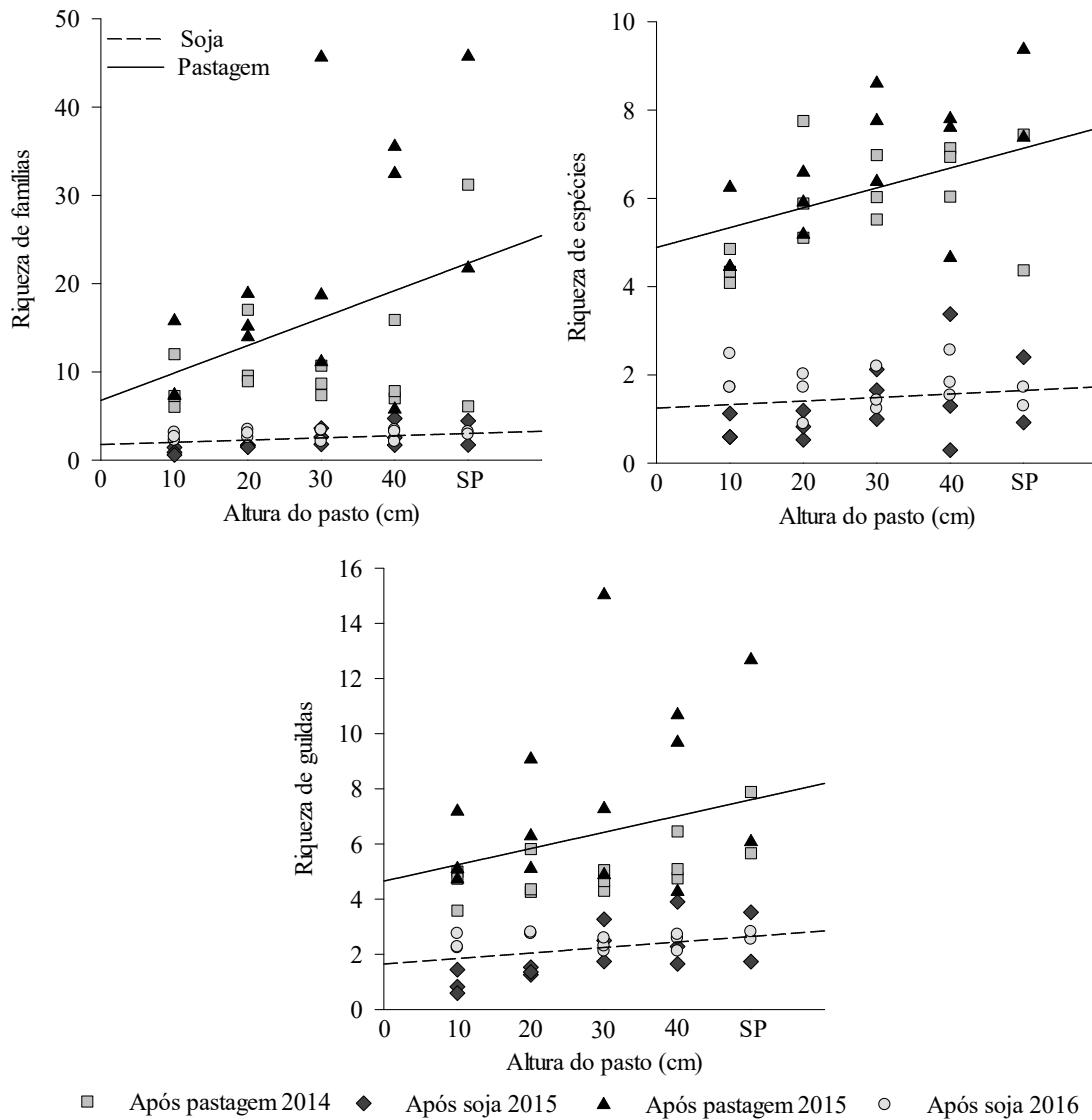 50
40
30
20
10
0
Riqueza de famílias
Soja
Pastagem
10 20 30 40 SP
Altura do pasto (cm)
10
8
6
4
2
0
Riqueza de espécies
0 10 20 30 40 SP
Altura do pasto (cm)
16
14
12
10
8
6
4
2
0
Riqueza de guildas
0 10 20 30 40 SP
Altura do pasto (cm)
Após pastagem 2014 Após soja 2015 Após pastagem 2015 Após soja 2016